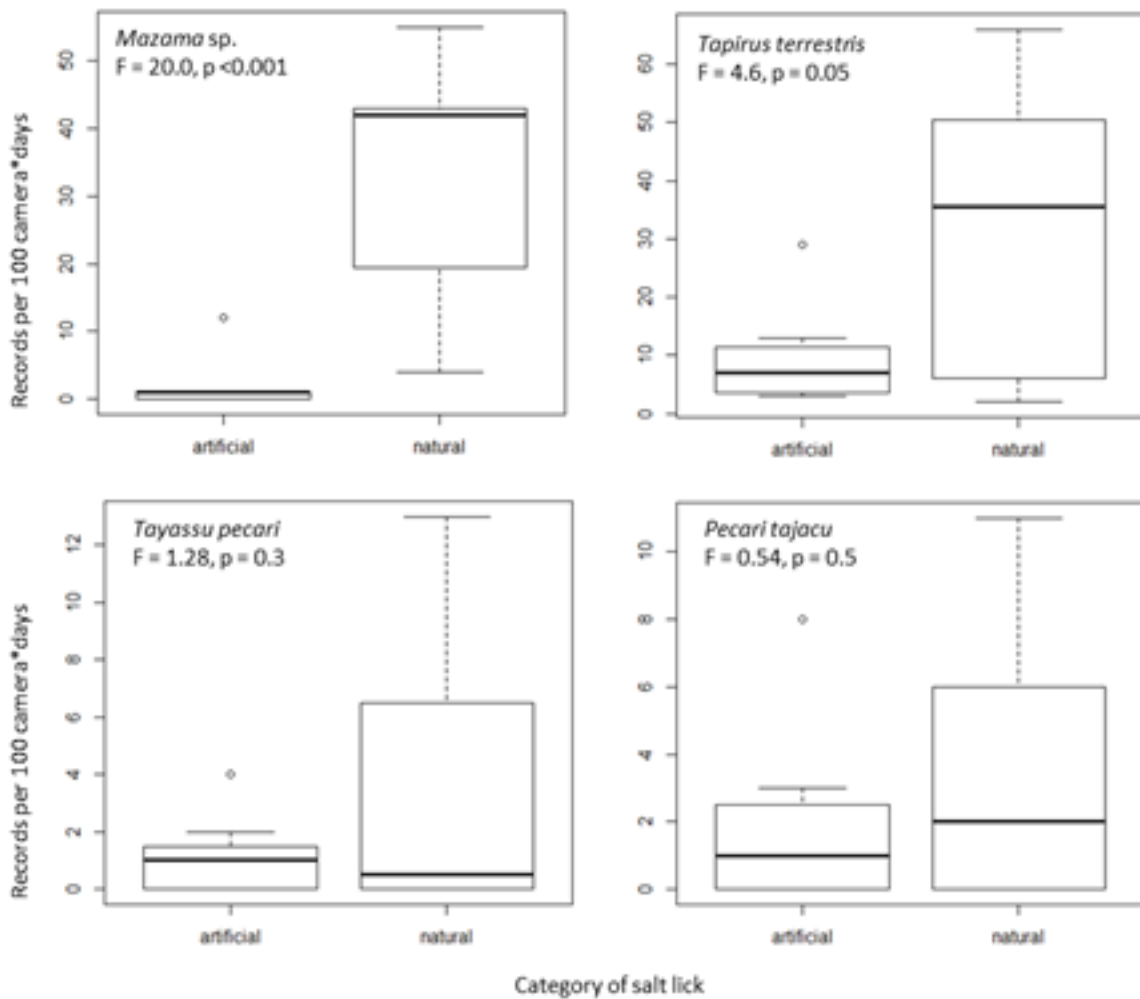 Mazama sp.
F = 20.0, p <0.001
Records per 100 camera*days
0
10
20
30
40
50
artificial
natural
Tapirus terrestris
F = 4.6, p = 0.05
0
10
20
30
40
50
60
artificial
natural
Tayassu pecari
F = 1.28, p = 0.3
Records per 100 camera*days
0
2
4
6
8
10
12
artificial
natural
Pecari tajacu
F = 0.54, p = 0.5
0
2
4
6
8
10
artificial
natural
Category of salt lick